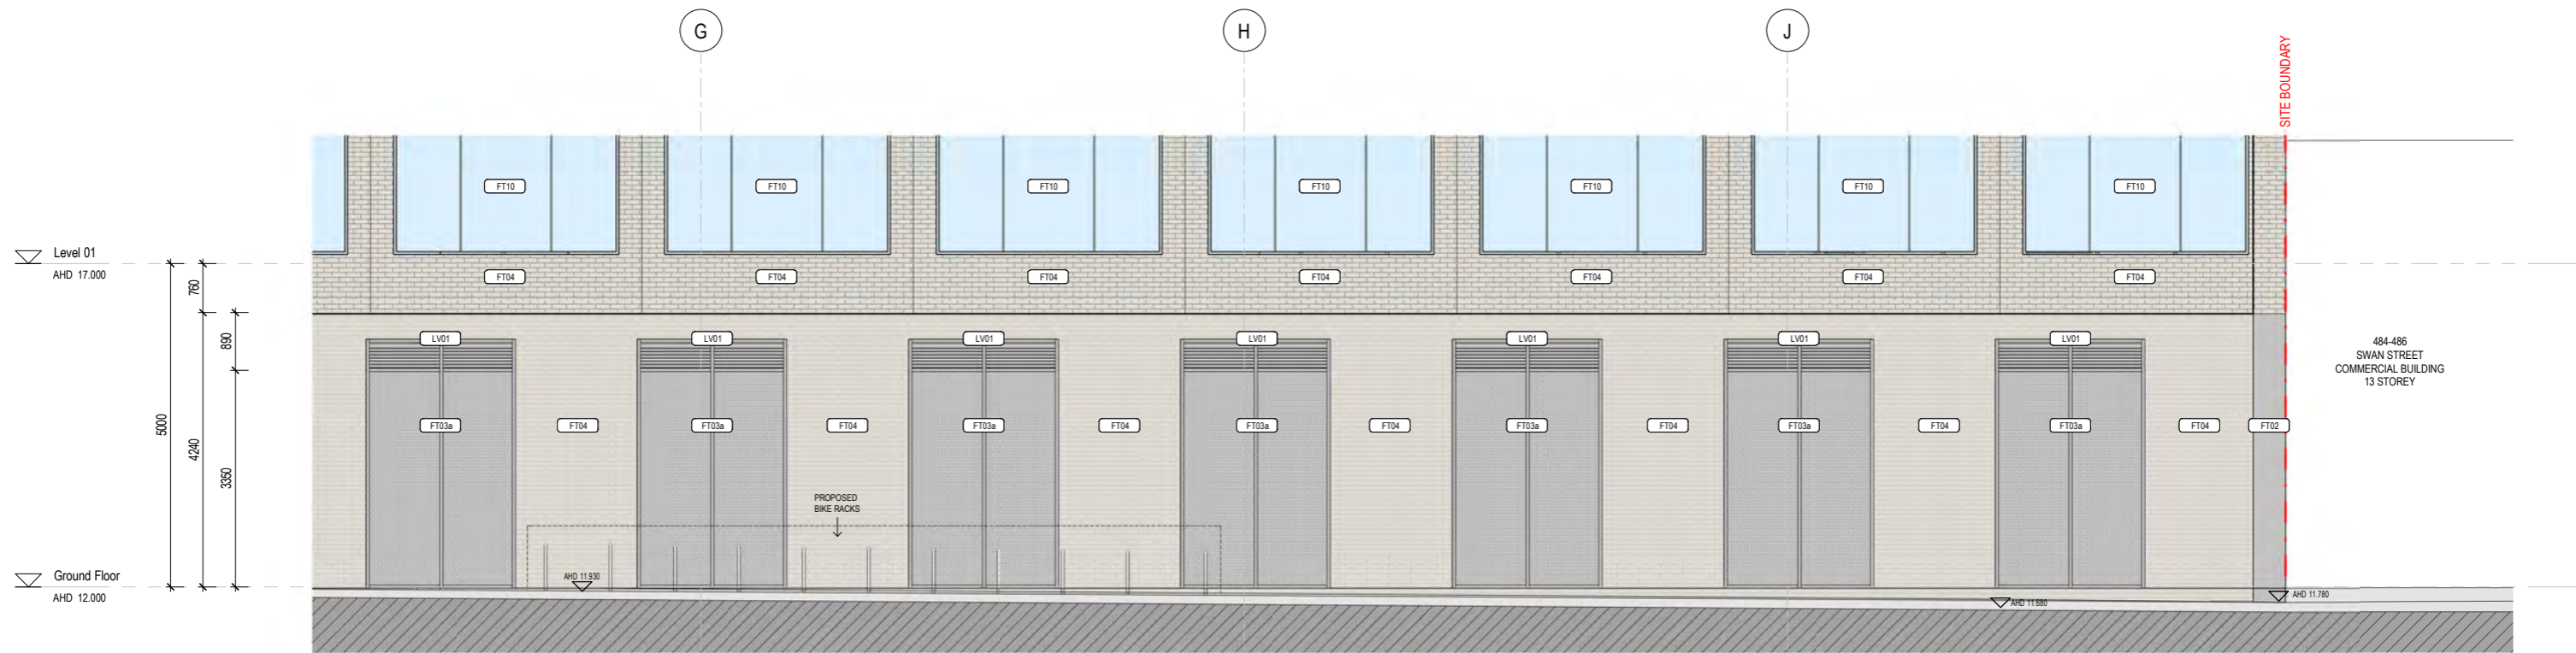 G
H
J
SITE BOUNDARY
FT10
FT10
FT10
FT10
FT10
FT10
FT10
Level 01
AHD 17.000
FT04
FT04
FT04
FT04
FT04
FT04
FT04
760
890
5000
4240
3350
LV01
LV01
LV01
LV01
LV01
LV01
LV01
484-486
SWAN STREET
COMMERCIAL BUILDING
13 STOREY
FT03a
FT04
FT03a
FT04
FT03a
FT04
FT03a
FT04
FT03a
FT04
FT03a
FT04
FT03a
FT04
FT02
PROPOSED
BIKE RACKS
Ground Floor
AHD 12.000
AHD 11.930
AHD 11.680
AHD 11.780